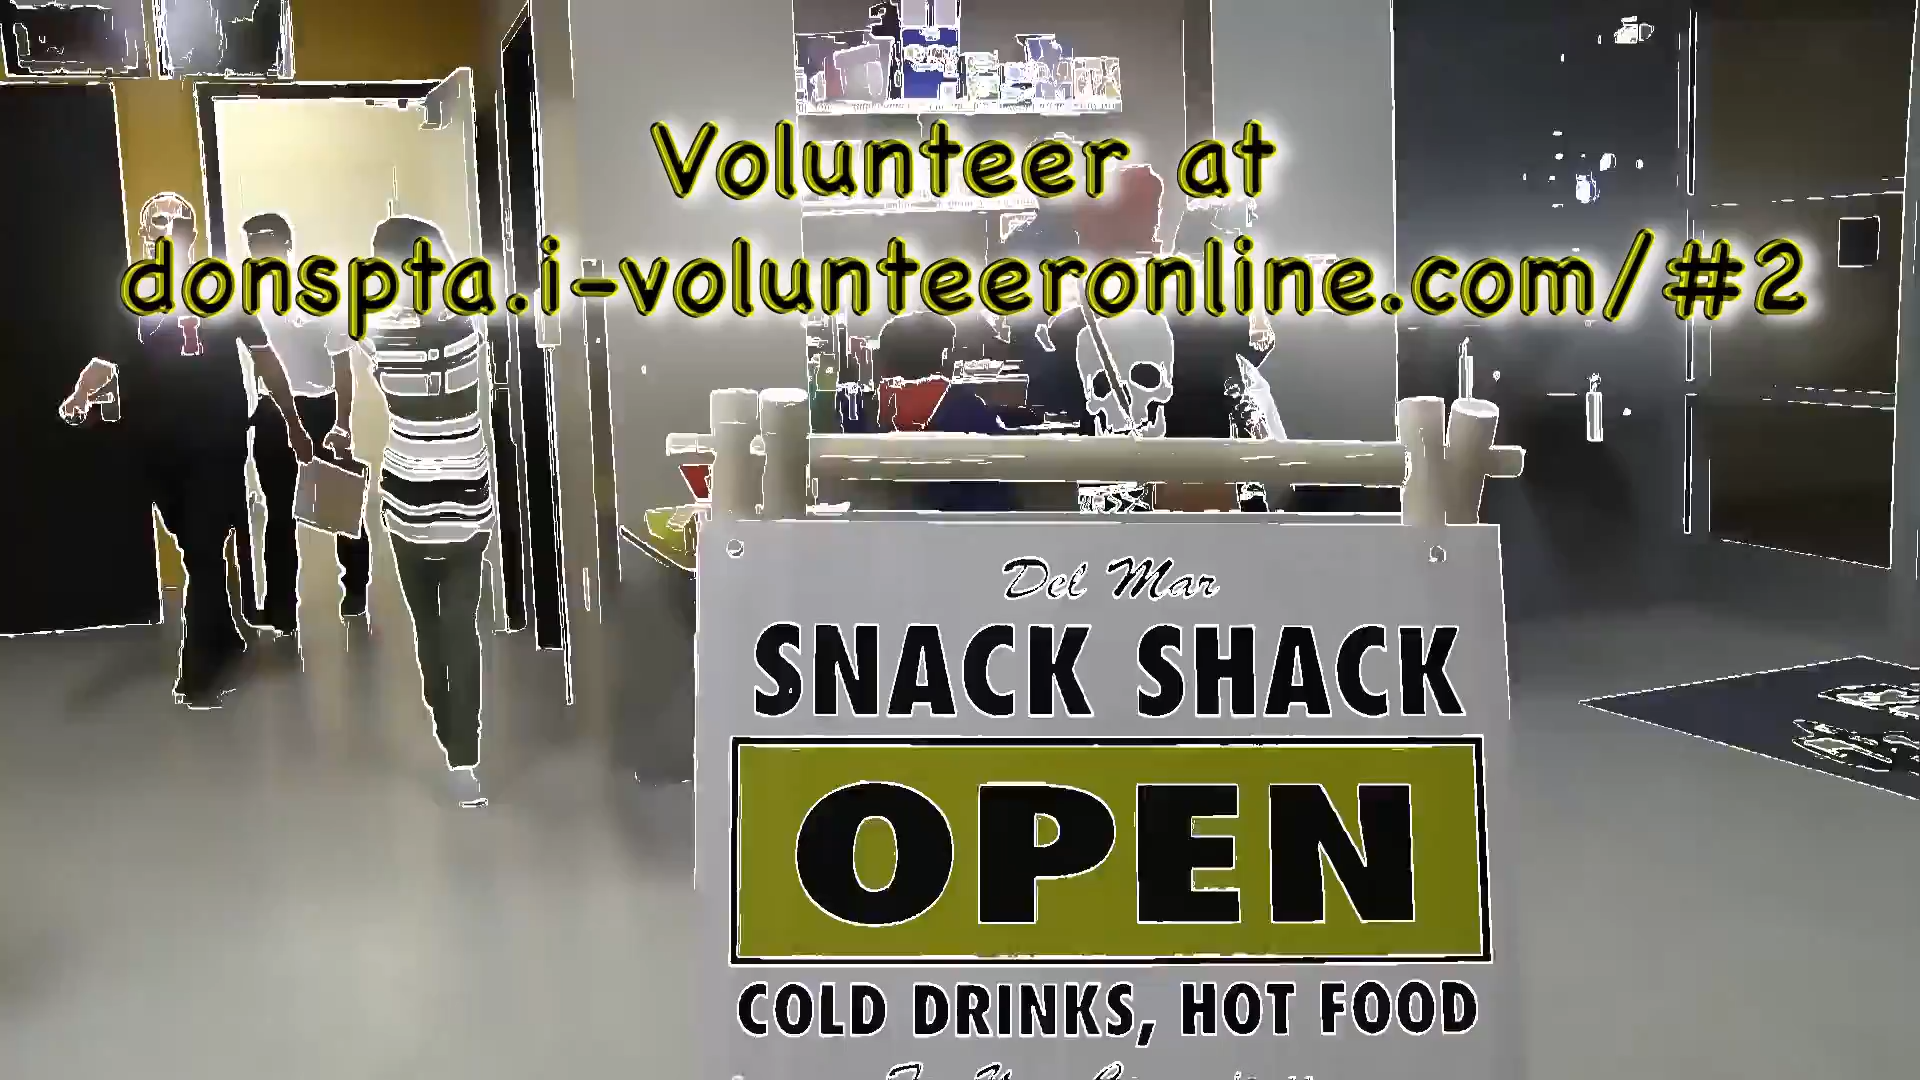 Volunteer at
donspta.i-volunteeronline.com/#2
Del Mar
SNACK SHACK
OPEN
COLD DRINKS, HOT FOOD